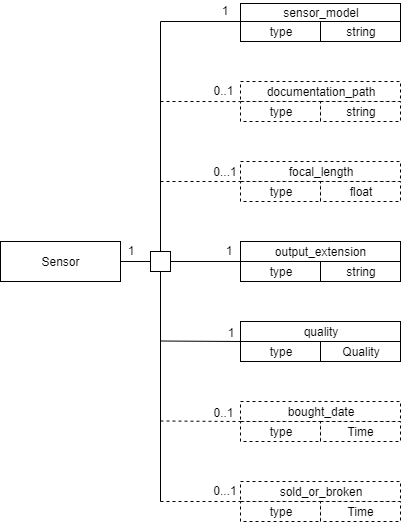 1
sensor_model
type string
0..1
documentation_path
type string
0...1
focal_length
type float
Sensor
1
1
output_extension
type string
1
quality
type Quality
0..1
bought_date
type Time
0...1
sold_or_broken
type Time